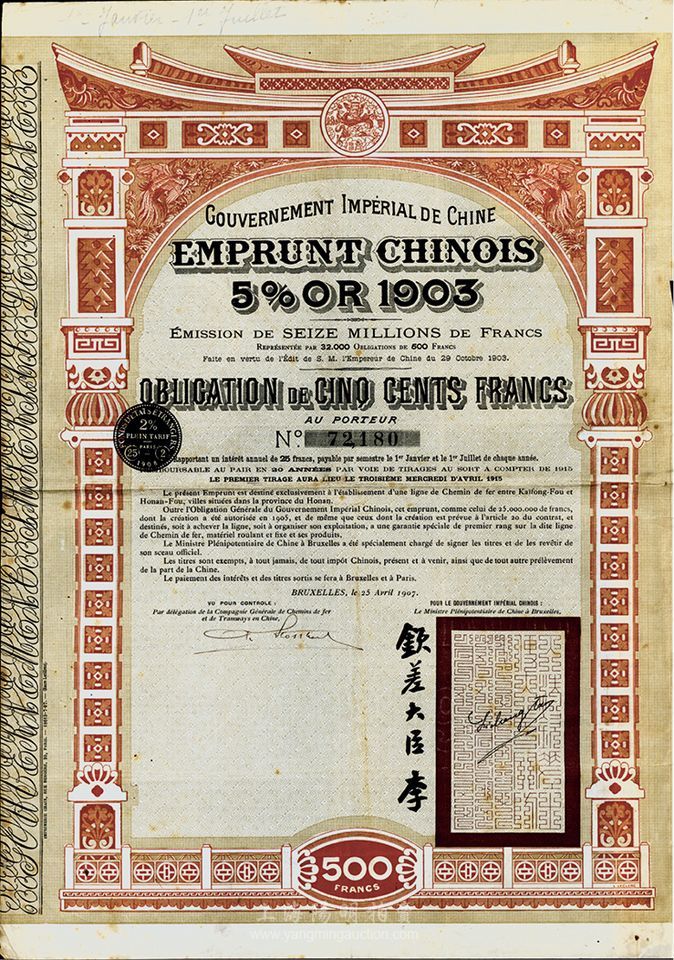 1er Janvier - 1er Juillet
GOUVERNEMENT IMPÉRIAL DE CHINE
EMPRUNT CHINOIS
5% OR 1903
ÉMISSION DE SEIZE MILLIONS DE FRANCS
REPRÉSENTÉE PAR 32.000 OBLIGATIONS DE 500 FRANCS
Faite en vertu de l'Édit de S. M. l'Empereur de Chine du 29 Octobre 1903.
OBLIGATION DE CINQ CENTS FRANCS
AU PORTEUR
No 72180
2%
PLEIN TARIF
Rapportant un intérêt annuel de 25 francs, payable par semestre le 1er Janvier et le 1er Juillet de chaque année.
REMBOURSABLE AU PAIR EN 20 ANNÉES PAR VOIE DE TIRAGES AU SORT A COMPTER DE 1915
LE PREMIER TIRAGE AURA LIEU LE TROISIÈME MERCREDI D'AVRIL 1915
Le présent Emprunt est destiné exclusivement à l'établissement d'une ligne de Chemin de fer entre Kaïfong-Fou et
Honan-Fou, villes situées dans la province du Honan.
Outre l'Obligation Générale du Gouvernement Impérial Chinois, cet emprunt, comme celui de 25.000.000 de francs,
dont la création a été autorisée en 1905, et de même que ceux dont la création est prévue à l'article 20 du contrat, et
destinés, soit à achever la ligne, soit à organiser son exploitation, a une garantie spéciale de premier rang sur la dite ligne
de Chemin de fer, matériel roulant et fixe et ses produits.
Le Ministre Plénipotentiaire de Chine à Bruxelles a été spécialement chargé de signer les titres et de les revêtir de
son sceau officiel.
Les titres sont exempts, à tout jamais, de tout impôt Chinois, présent et à venir, ainsi que de tout autre prélèvement
de la part de la Chine.
Le paiement des intérêts et des titres sortis se fera à Bruxelles et à Paris.
BRUXELLES, le 25 Avril 1907.
VU POUR CONTROLE :
Par délégation de la Compagnie Générale de Chemins de fer
et de Tramways en Chine,
POUR LE GOUVERNEMENT IMPÉRIAL CHINOIS :
Le Ministre Plénipotentiaire de Chine à Bruxelles,
欽差大臣李
500
FRANCS
上海陽明拍賣
www.yangmingauction.com